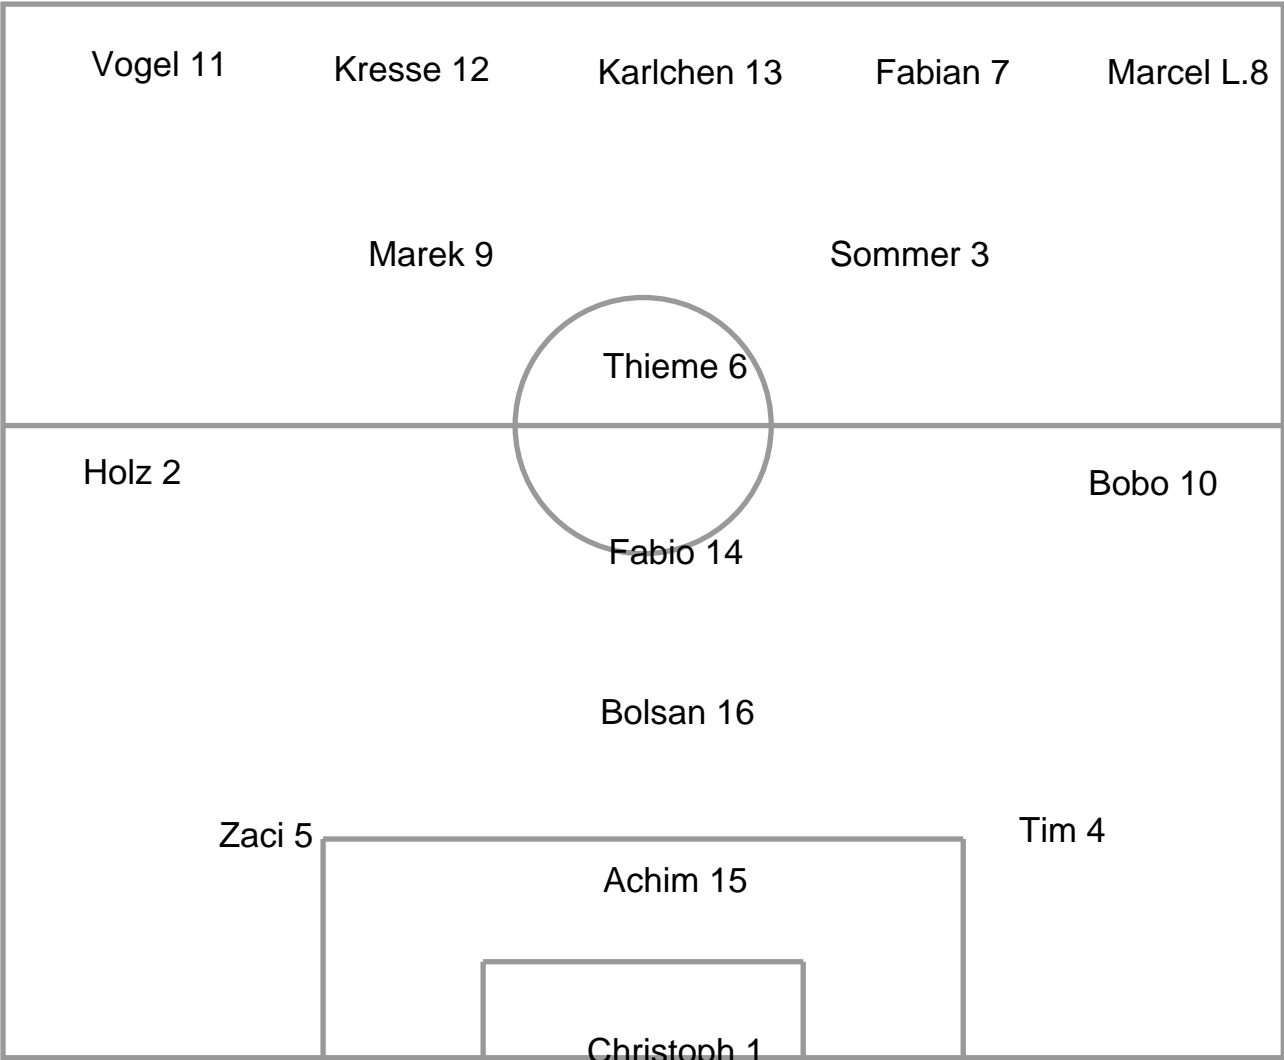 Vogel 11
Kresse 12
Karlchen 13
Fabian 7
Marcel L.8
Marek 9
Sommer 3
Thieme 6
Holz 2
Bobo 10
Fabio 14
Bolsan 16
Zaci 5
Tim 4
Achim 15
Christoph 1